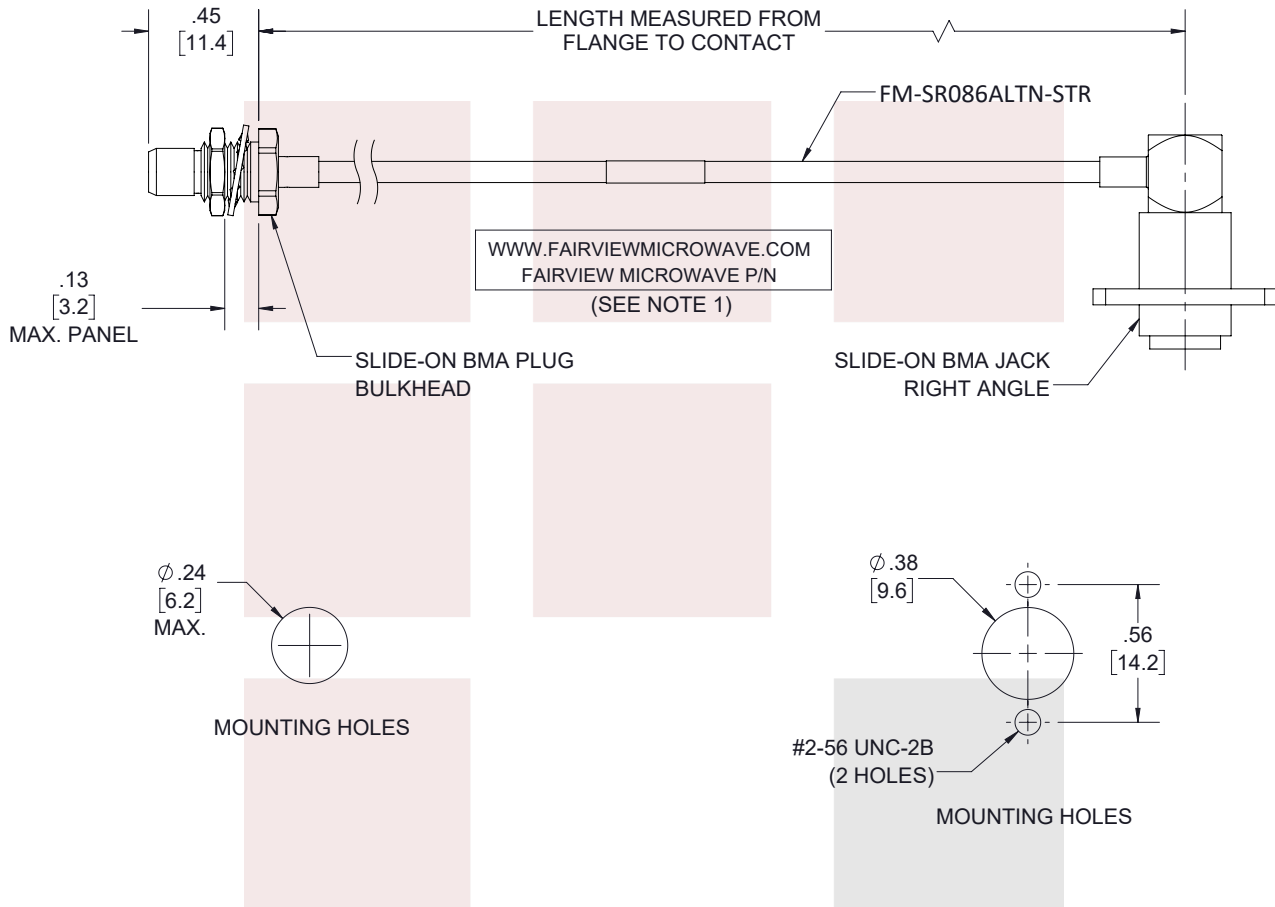 .45
[11.4]
LENGTH MEASURED FROM
FLANGE TO CONTACT
FM-SR086ALTN-STR
WWW.FAIRVIEWMICROWAVE.COM
FAIRVIEW MICROWAVE P/N
(SEE NOTE 1)
.13
[3.2]
MAX. PANEL
SLIDE-ON BMA PLUG
BULKHEAD
SLIDE-ON BMA JACK
RIGHT ANGLE
∅.24
[6.2]
MAX.
MOUNTING HOLES
∅.38
[9.6]
.56
[14.2]
#2-56 UNC-2B
(2 HOLES)
MOUNTING HOLES